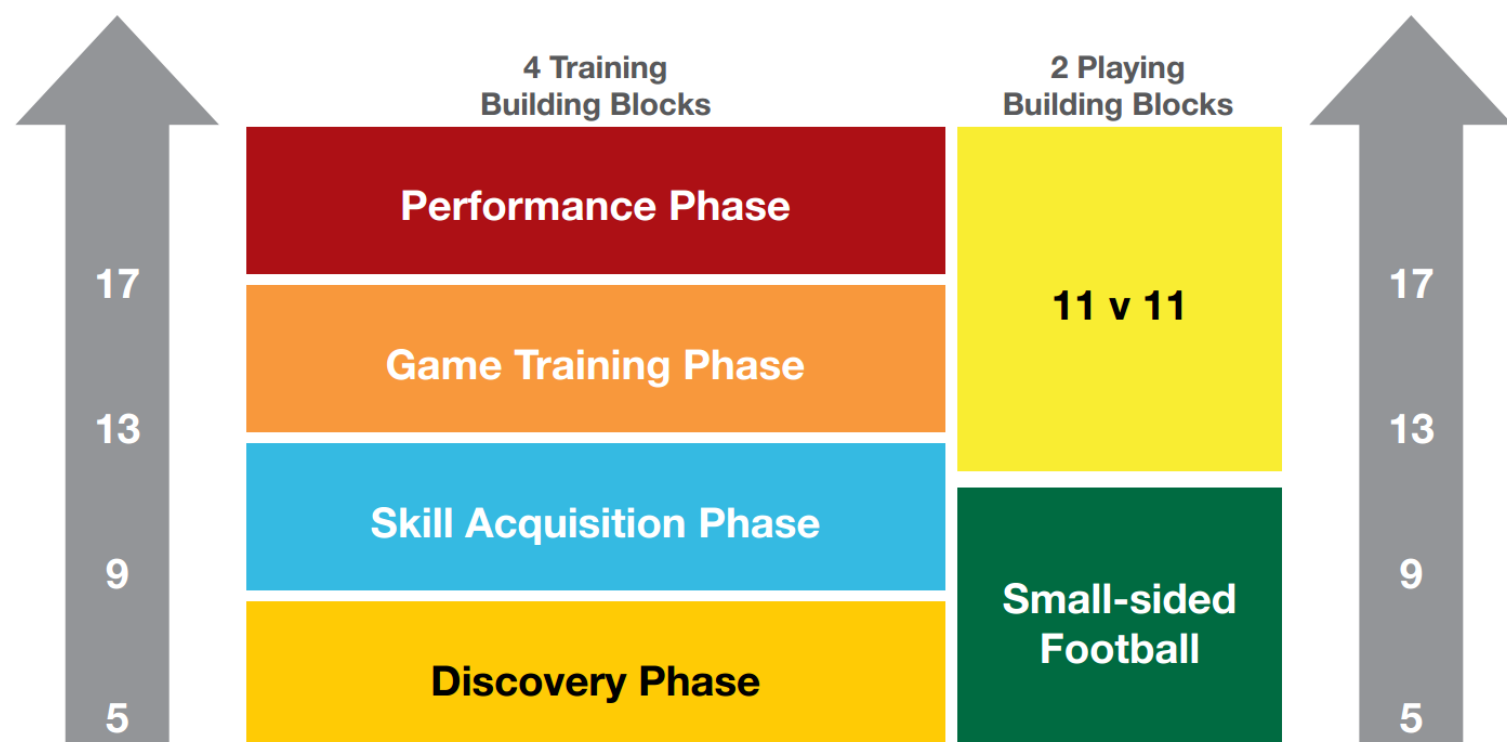 4 Training
Building Blocks
2 Playing
Building Blocks
Performance Phase
17
11 v 11
17
Game Training Phase
13
13
Skill Acquisition Phase
9
Small-sided
Football
9
Discovery Phase
5
5